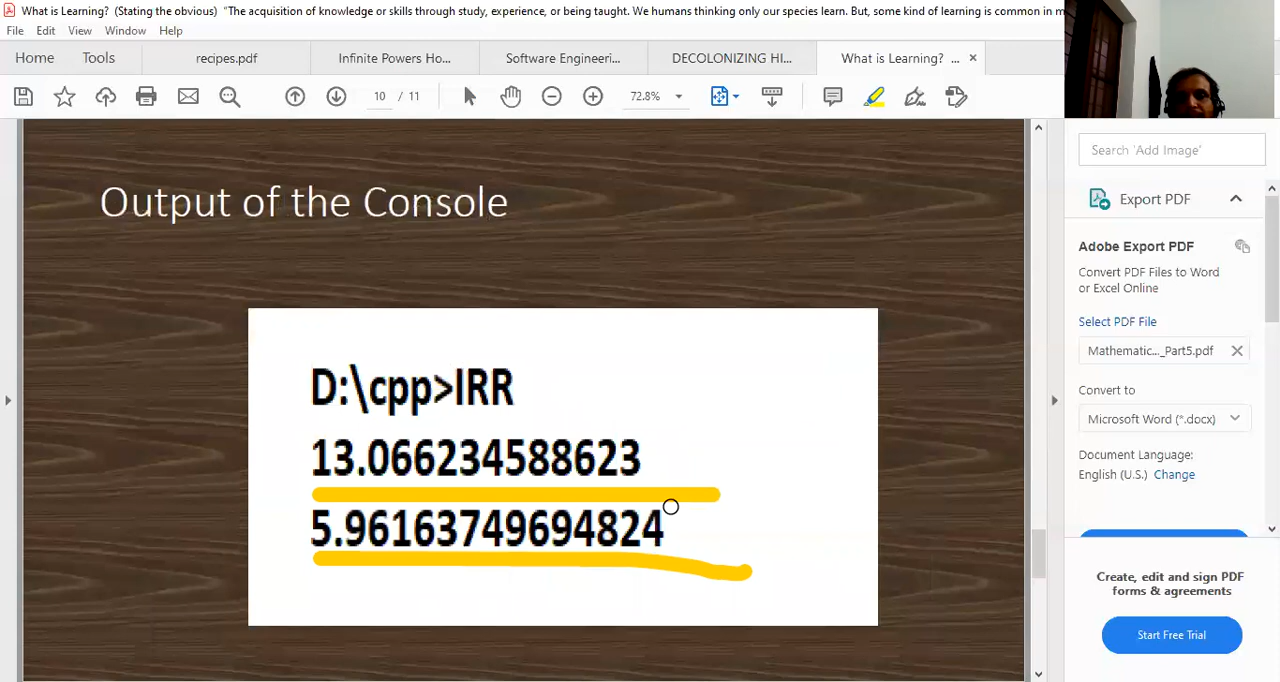 What is Learning? (Stating the obvious) “The acquisition of knowledge or skills through study, experience, or being taught. We humans thinking only our species learn. But, some kind of learning is common in m
File Edit View Window Help
Home Tools recipes.pdf Infinite Powers Ho... Software Engineeri... DECOLONIZING HI... What is Learning? ... ×
10 / 11 72.8%
Search 'Add Image'
Output of the Console
D:\cpp>IRR
13.066234588623
5.96163749694824
Export PDF
Adobe Export PDF
Convert PDF Files to Word
or Excel Online
Select PDF File
Mathematic..._Part5.pdf
Convert to
Microsoft Word (*.docx)
Document Language:
English (U.S.) Change
Create, edit and sign PDF
forms & agreements
Start Free Trial